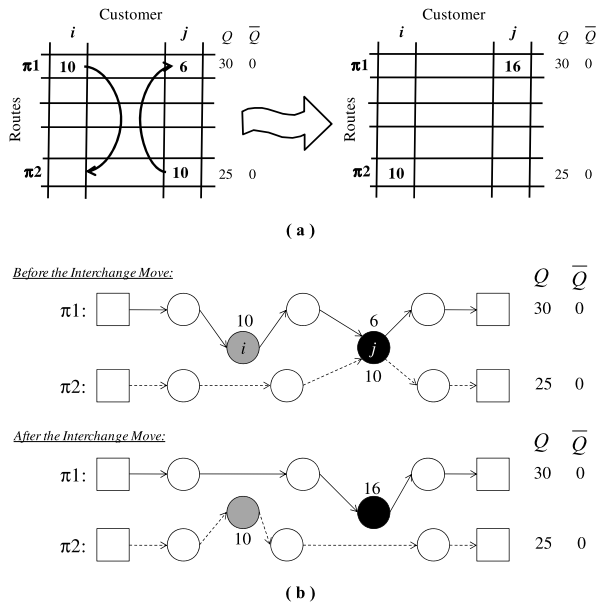 Customer Customer
i j Q Q̅ i j Q Q̅
π1 10 6 30 0 π1 16 30 0
Routes Routes
π2 10 25 0 π2 10 25 0
( a )
Before the Interchange Move: Q Q̅
π1: 10 6 30 0
i j
π2: 10 25 0
After the Interchange Move: Q Q̅
π1: 16 30 0
π2: 10 25 0
( b )